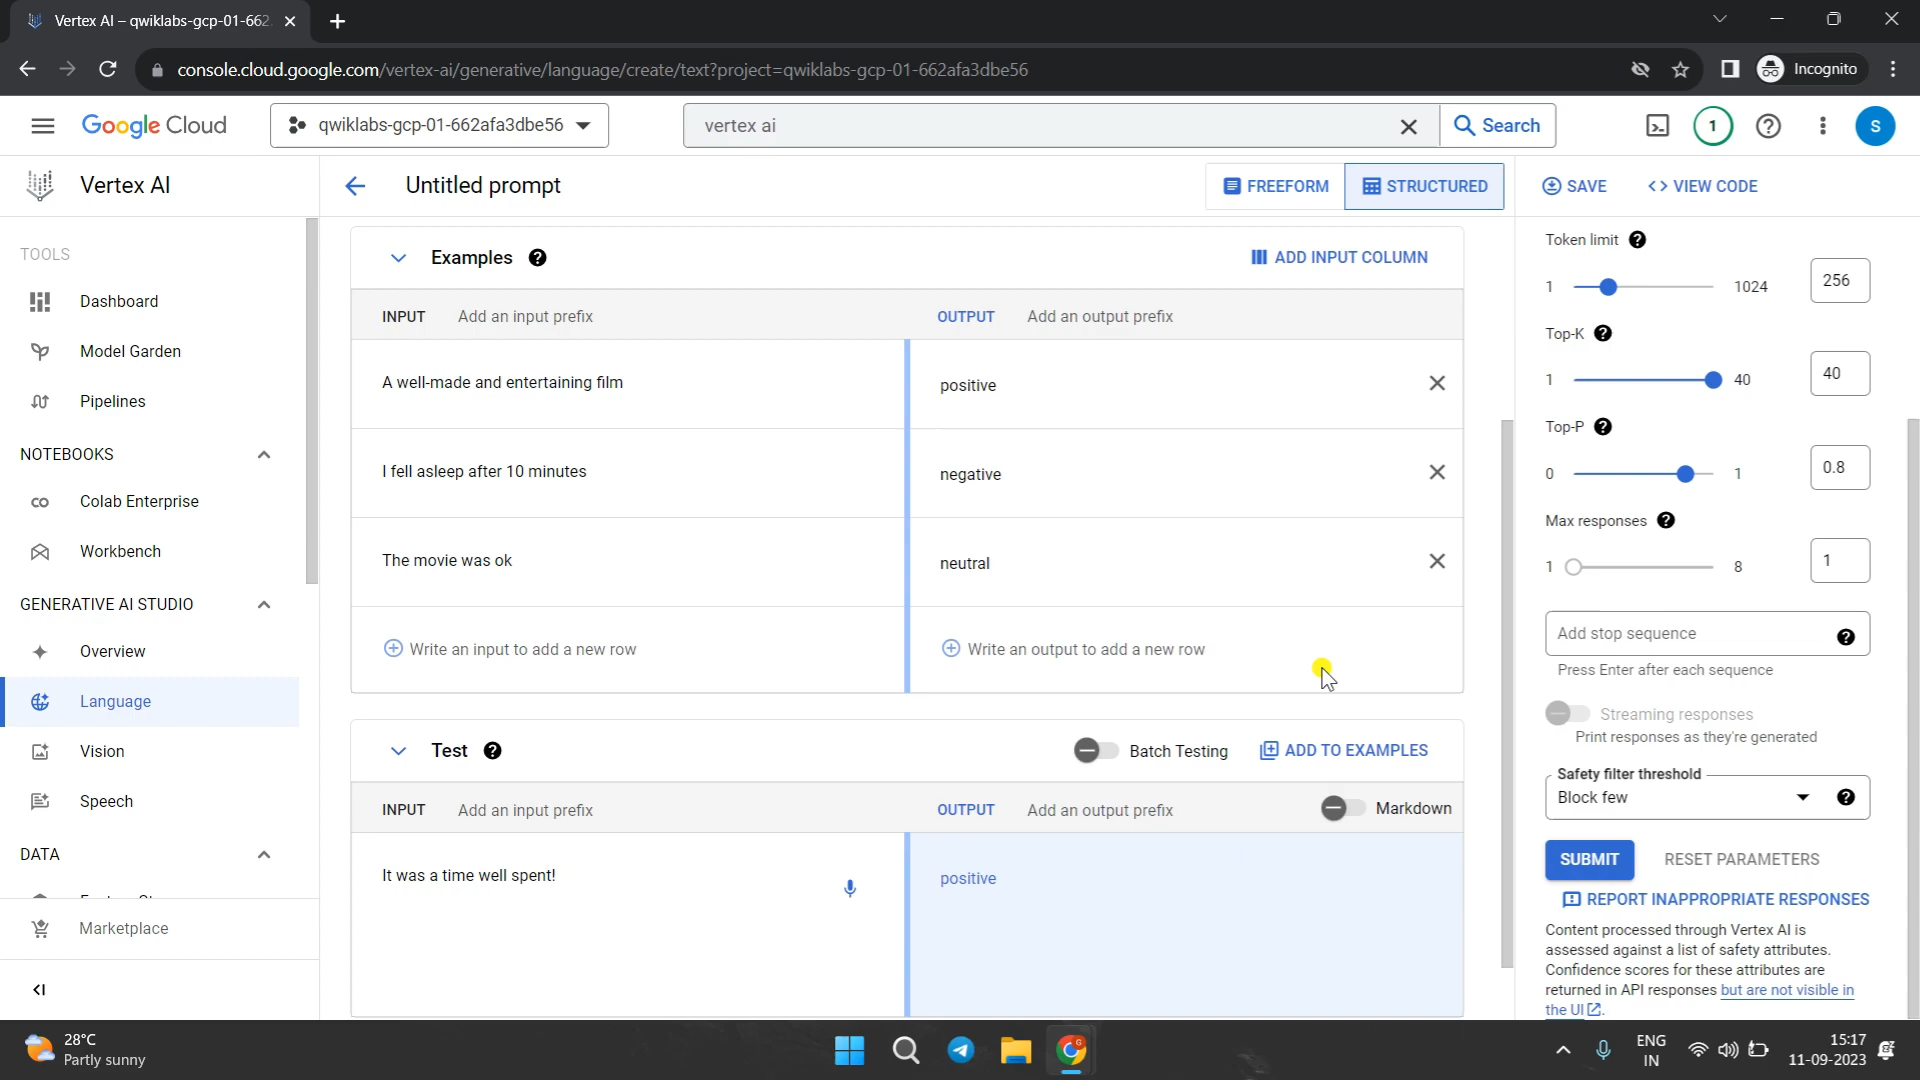 Vertex AI – qwiklabs-gcp-01-662
console.cloud.google.com/vertex-ai/generative/language/create/text?project=qwiklabs-gcp-01-662afa3dbe56
Incognito
Google Cloud
qwiklabs-gcp-01-662afa3dbe56
vertex ai
Search
1
S
Vertex AI
Untitled prompt
FREEFORM
STRUCTURED
SAVE
<> VIEW CODE
TOOLS
Dashboard
Model Garden
Pipelines
NOTEBOOKS
Colab Enterprise
Workbench
GENERATIVE AI STUDIO
Overview
Language
Vision
Speech
DATA
Marketplace
Examples
ADD INPUT COLUMN
INPUT Add an input prefix
OUTPUT Add an output prefix
A well-made and entertaining film
positive
I fell asleep after 10 minutes
negative
The movie was ok
neutral
Write an input to add a new row
Write an output to add a new row
Test
Batch Testing
ADD TO EXAMPLES
INPUT Add an input prefix
OUTPUT Add an output prefix
Markdown
It was a time well spent!
positive
Token limit
1 1024 256
Top-K
1 40 40
Top-P
0 1 0.8
Max responses
1 8 1
Add stop sequence
Press Enter after each sequence
Streaming responses
Print responses as they're generated
Safety filter threshold
Block few
SUBMIT
RESET PARAMETERS
REPORT INAPPROPRIATE RESPONSES
Content processed through Vertex AI is
assessed against a list of safety attributes.
Confidence scores for these attributes are
returned in API responses but are not visible in
the UI.
28°C
Partly sunny
ENG
IN
15:17
11-09-2023